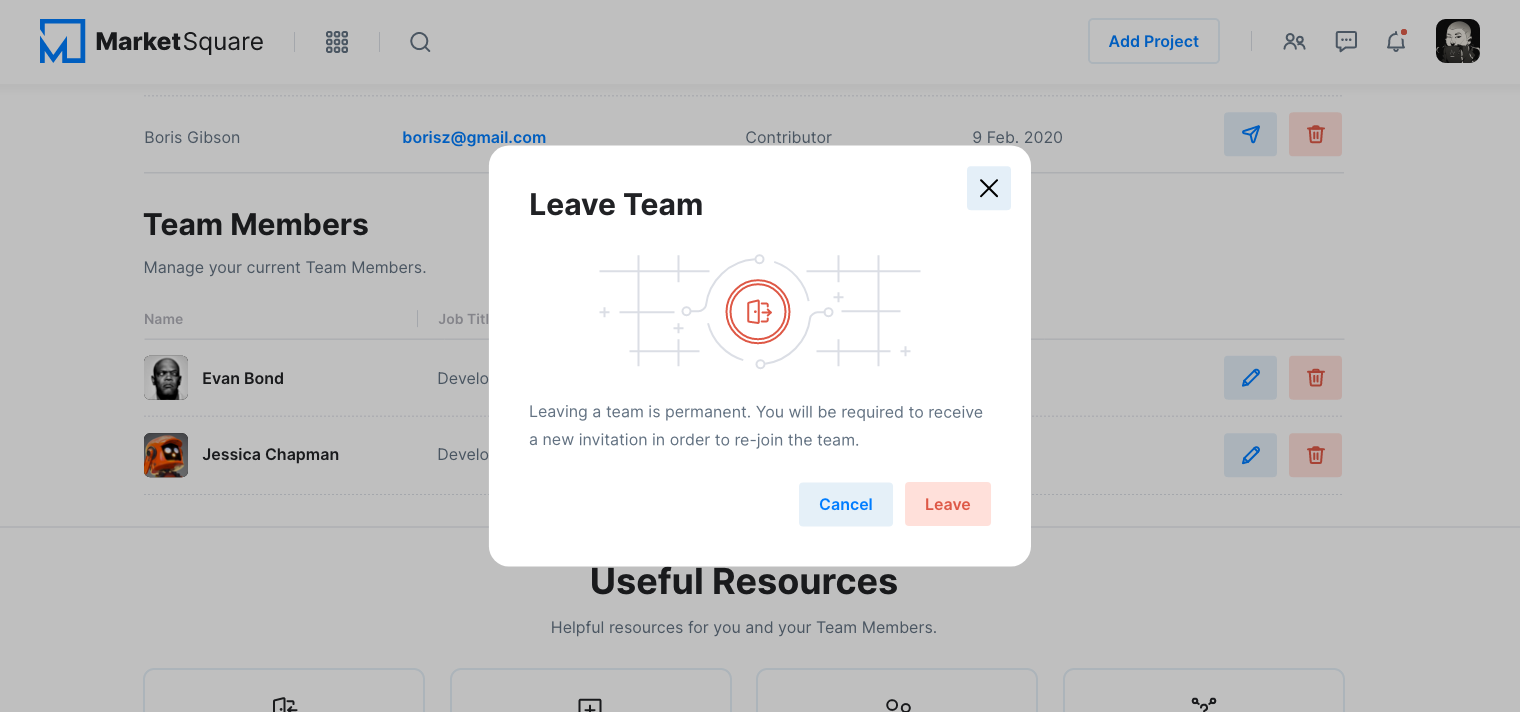 MarketSquare
Add Project
Boris Gibson borisz@gmail.com Contributor 9 Feb. 2020
Team Members
Manage your current Team Members.
Name Job Titl
Evan Bond Develo
Jessica Chapman Develo
Leave Team
Leaving a team is permanent. You will be required to receive
a new invitation in order to re-join the team.
Cancel Leave
Useful Resources
Helpful resources for you and your Team Members.